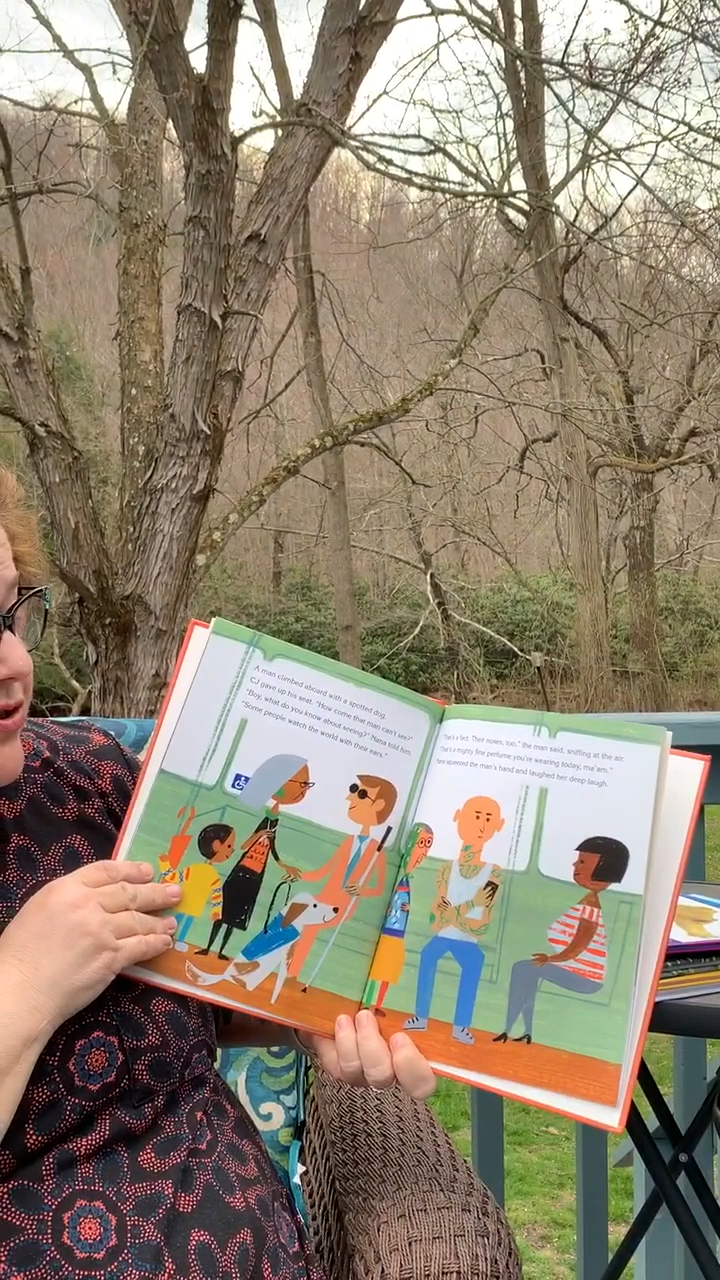 A man climbed aboard with a spotted dog.
CJ gave up his seat. "How come that man can't see?"
"Boy, what do you know about seeing?" Nana told him.
"Some people watch the world with their ears."
"That's a fact. Their noses, too," the man said, sniffing at the air.
"That's a mighty fine perfume you're wearing today, ma'am."
Nana squeezed the man's hand and laughed her deep laugh.